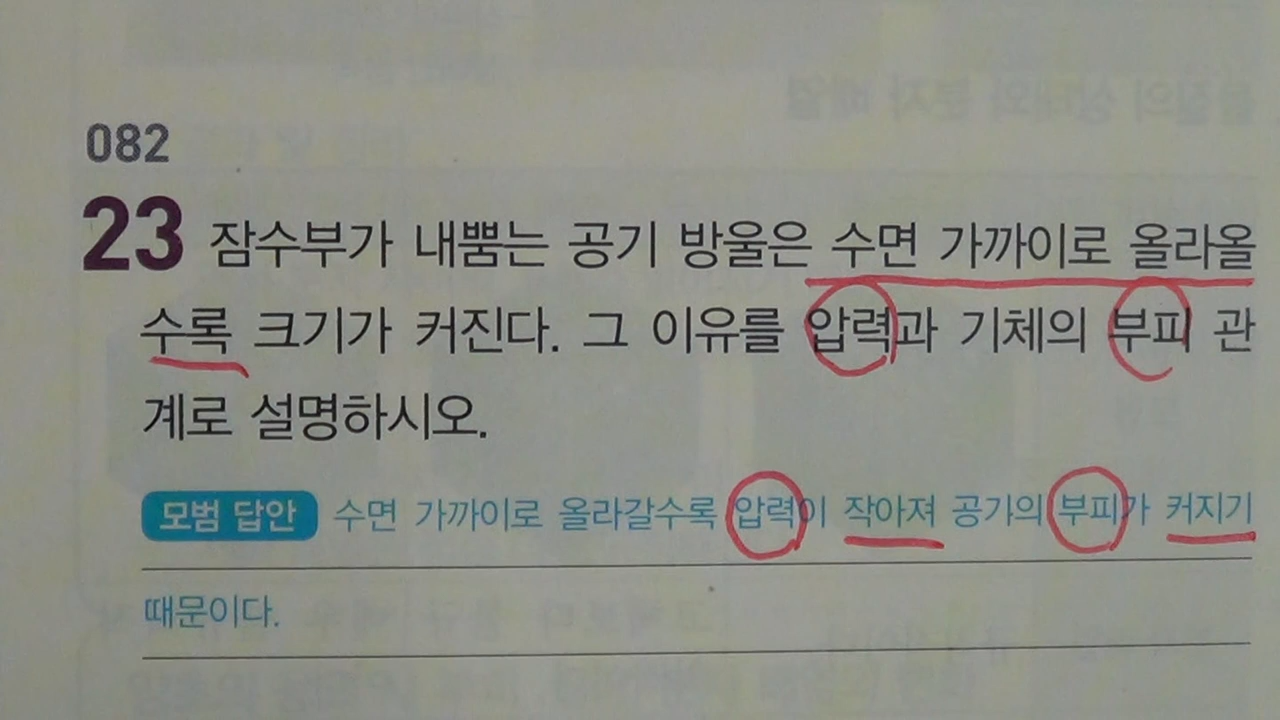 082
23 잠수부가 내뿜는 공기 방울은 수면 가까이로 올라올
수록 크기가 커진다. 그 이유를 압력과 기체의 부피 관
계로 설명하시오.
모범 답안 수면 가까이로 올라갈수록 압력이 작아져 공기의 부피가 커지기
때문이다.